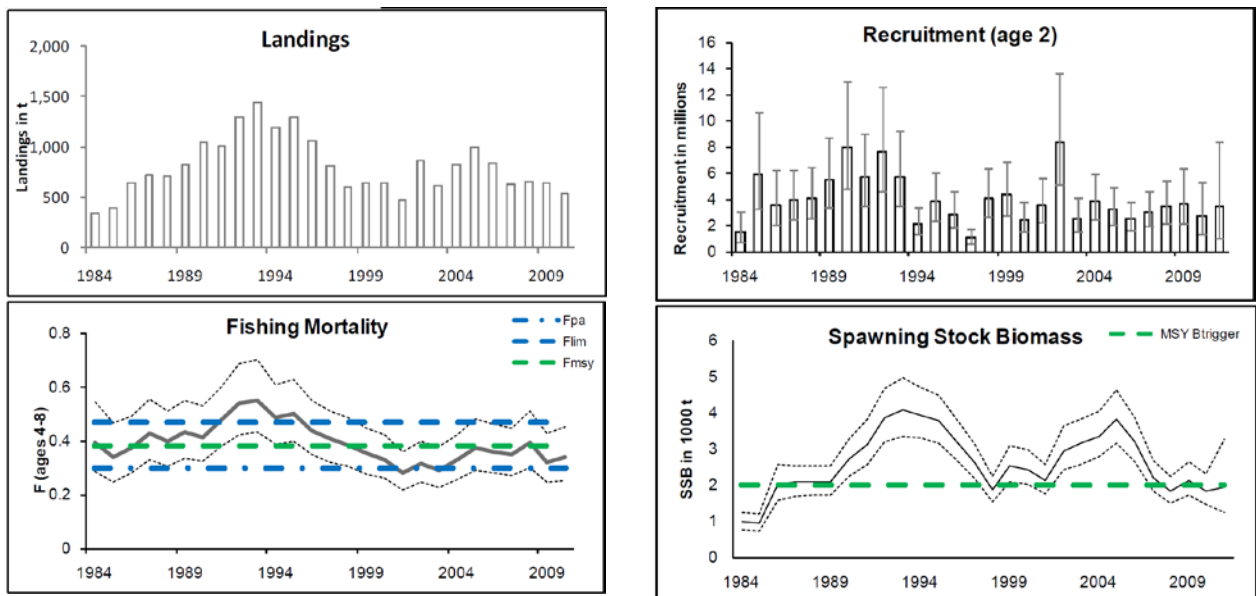 Landings
2,000
1,500
1,000
500
0
Landings in t
1984 1989 1994 1999 2004 2009
Recruitment (age 2)
16
14
12
10
8
6
4
2
0
Recruitment in millions
1984 1989 1994 1999 2004 2009
Fishing Mortality
Fpa
Flim
Fmsy
0.8
0.6
0.4
0.2
0
F (ages 4-8)
1984 1989 1994 1999 2004 2009
Spawning Stock Biomass
MSY Btrigger
6
5
4
3
2
1
0
SSB in 1000 t
1984 1989 1994 1999 2004 2009